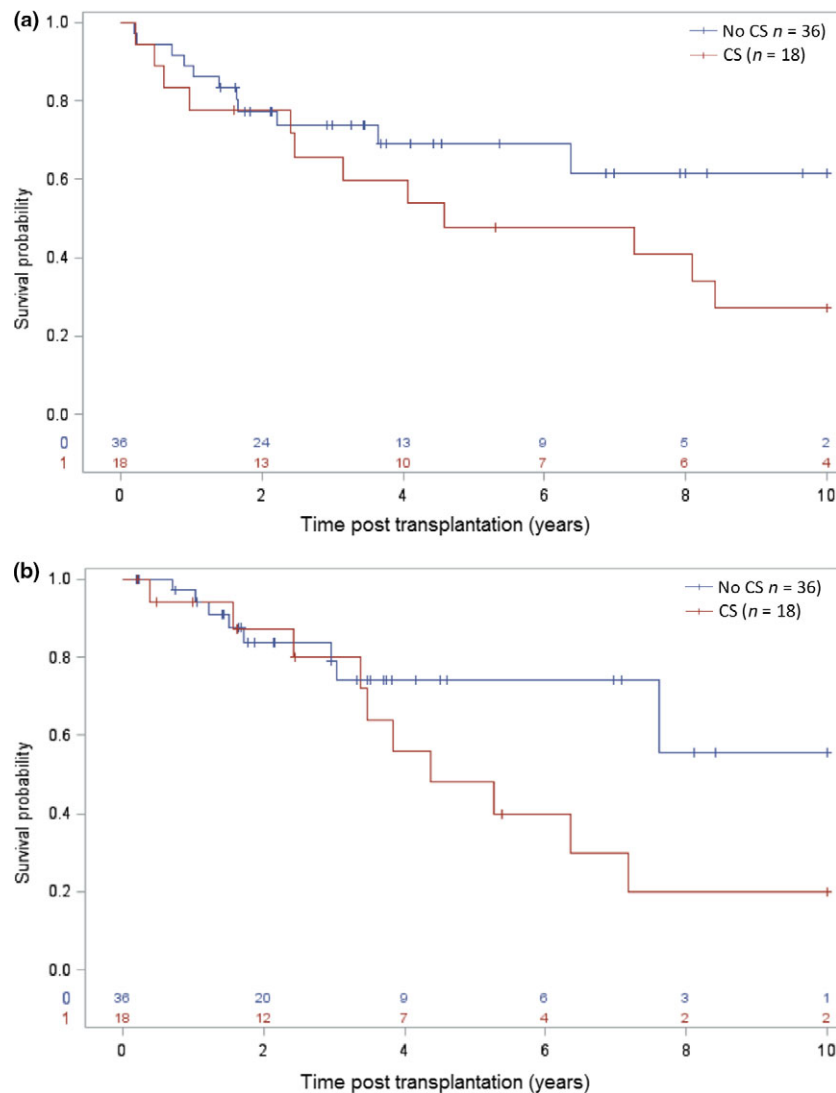 (a)
No CS n = 36)
CS (n = 18)
1.0
0.8
0.6
0.4
0.2
0.0
Survival probability
0 36 24 13 9 5 2
1 18 13 10 7 6 4
0 2 4 6 8 10
Time post transplantation (years)
(b)
No CS n = 36)
CS (n = 18)
1.0
0.8
0.6
0.4
0.2
0.0
Survival probability
0 36 20 9 6 3 1
1 18 12 7 4 2 2
0 2 4 6 8 10
Time post transplantation (years)